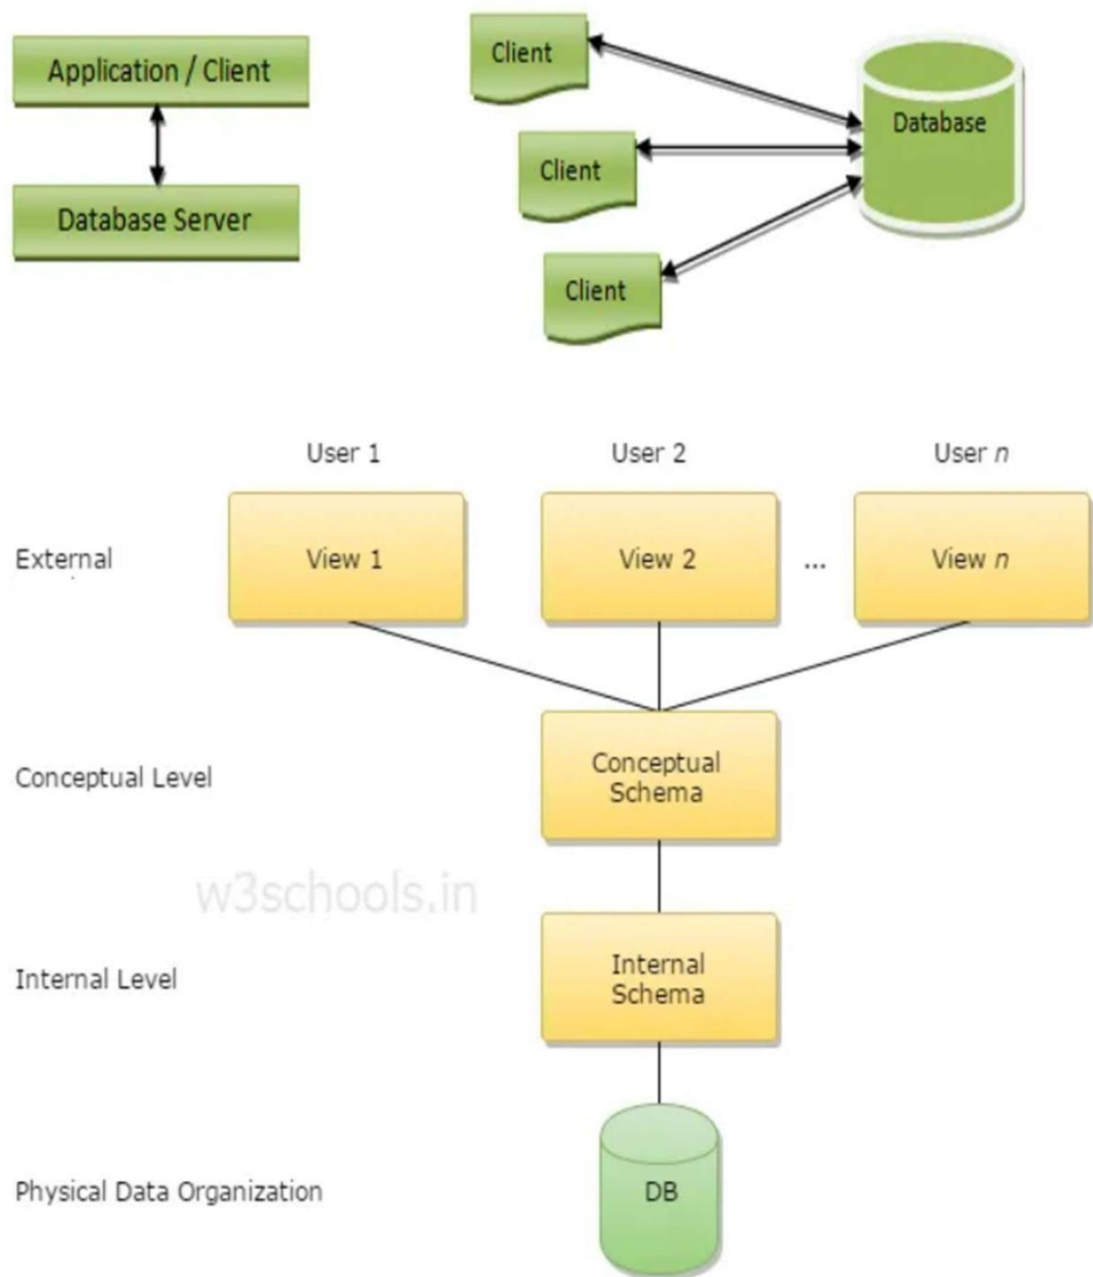 Application / Client
Database Server
Client
Client
Client
Database
User 1
User 2
User n
External
View 1
View 2
...
View n
Conceptual Level
Conceptual
Schema
w3schools.in
Internal Level
Internal
Schema
Physical Data Organization
DB